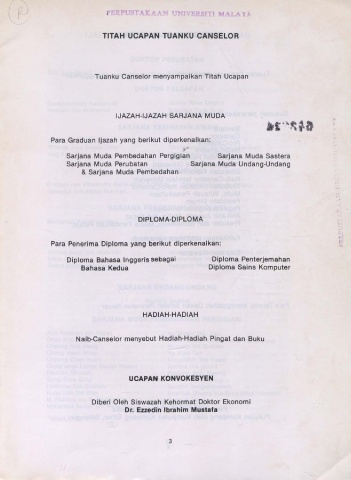 PERPUSTAKAAN UNIVERSITI MALAYA
TITAH UCAPAN TUANKU CANSELOR
Tuanku Canselor menyampaikan Titah Ucapan
IJAZAH-IJAZAH SARJANA MUDA
Para Graduan Ijazah yang berikut diperkenalkan:
Sarjana Muda Pembedahan Pergigian Sarjana Muda Sastera
Sarjana Muda Perubatan Sarjana Muda Undang-Undang
& Sarjana Muda Pembedahan
DIPLOMA-DIPLOMA
Para Penerima Diploma yang berikut diperkenalkan:
Diploma Bahasa Inggeris sebagai Diploma Penterjemahan
Bahasa Kedua Diploma Sains Komputer
HADIAH-HADIAH
Naib-Canselor menyebut Hadiah-Hadiah Pingat dan Buku
UCAPAN KONVOKESYEN
Diberi Oleh Siswazah Kehormat Doktor Ekonomi
Dr. Ezzedin Ibrahim Mustafa
3